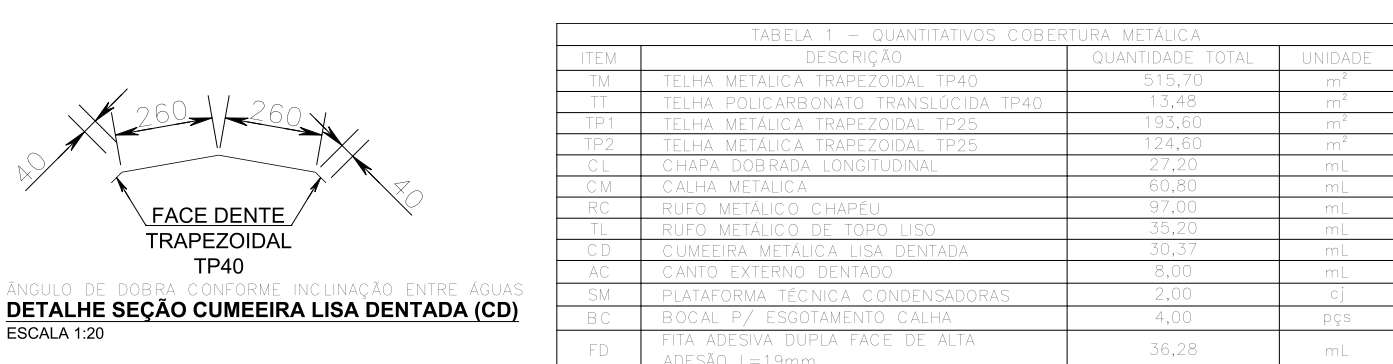 260 260
40 40
FACE DENTE
TRAPEZOIDAL
TP40
ÂNGULO DE DOBRA CONFORME INCLINAÇÃO ENTRE ÁGUAS
DETALHE SEÇÃO CUMEEIRA LISA DENTADA (CD)
ESCALA 1:20
TABELA 1 – QUANTITATIVOS COBERTURA METÁLICA
ITEM DESCRIÇÃO QUANTIDADE TOTAL UNIDADE
TM TELHA METALICA TRAPEZOIDAL TP40 515,70 m²
TT TELHA POLICARBONATO TRANSLÚCIDA TP40 13,48 m²
TP1 TELHA METÁLICA TRAPEZOIDAL TP25 193,60 m²
TP2 TELHA METÁLICA TRAPEZOIDAL TP25 124,60 m²
CL CHAPA DOBRADA LONGITUDINAL 27,20 mL
CM CALHA METALICA 60,80 mL
RC RUFO METÁLICO CHAPÉU 97,00 mL
TL RUFO METÁLICO DE TOPO LISO 35,20 mL
CD CUMEEIRA METÁLICA LISA DENTADA 30,37 mL
AC CANTO EXTERNO DENTADO 8,00 mL
SM PLATAFORMA TÉCNICA CONDENSADORAS 2,00 cj
BC BOCAL P/ ESGOTAMENTO CALHA 4,00 pçs
FD FITA ADESIVA DUPLA FACE DE ALTA 36,28 mL
ADESÃO L=19mm